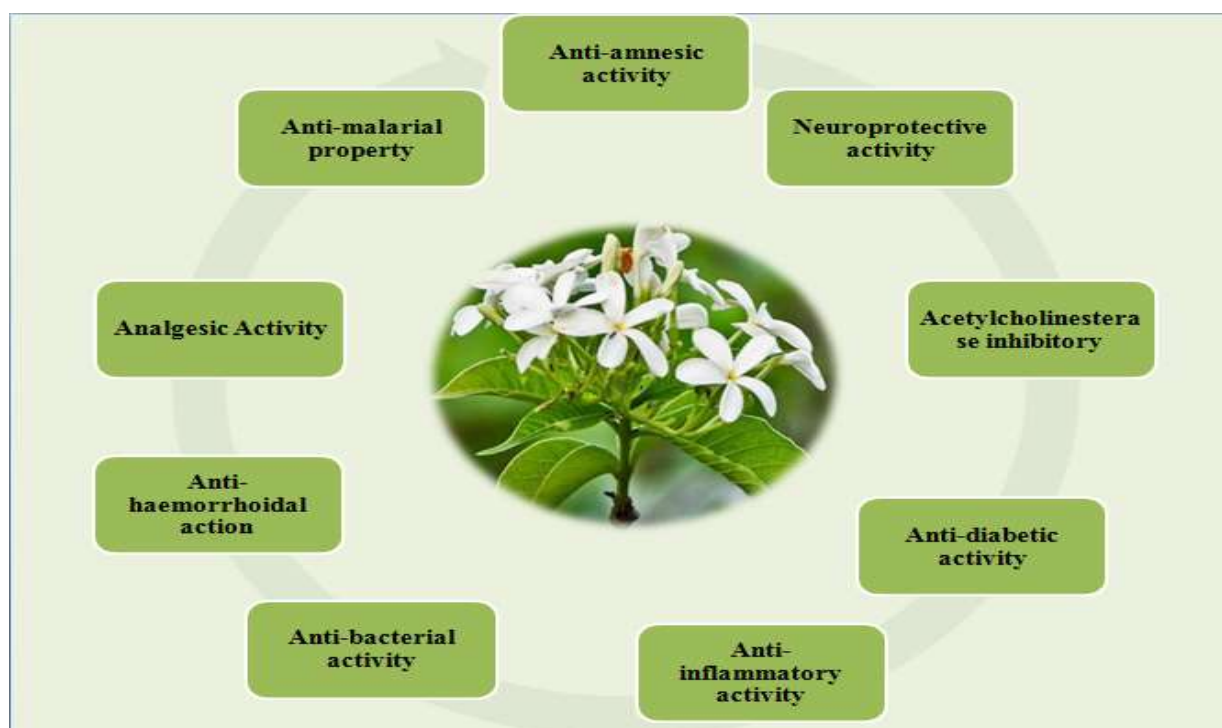 Anti-amnesic
activity
Neuroprotective
activity
Acetylcholinestera
se inhibitory
Anti-diabetic
activity
Anti-
inflammatory
activity
Anti-bacterial
activity
Anti-
haemorrhoidal
action
Analgesic Activity
Anti-malarial
property